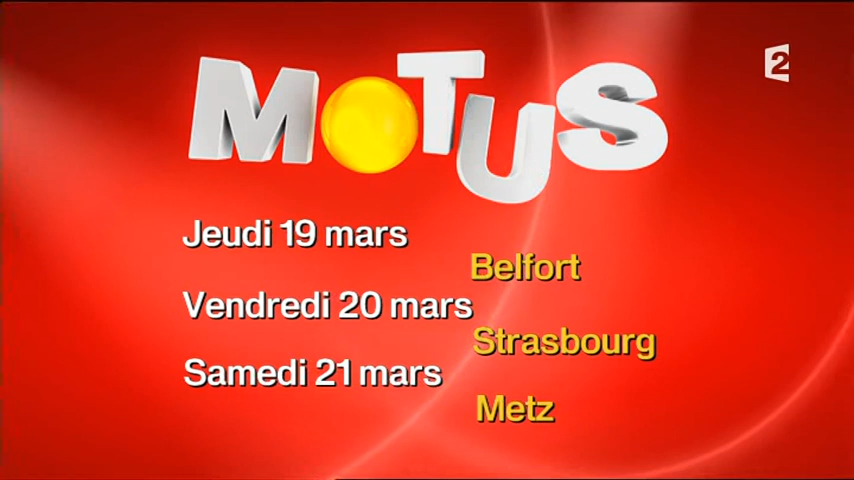 2
MOTUS
Jeudi 19 mars
Belfort
Vendredi 20 mars
Strasbourg
Samedi 21 mars
Metz